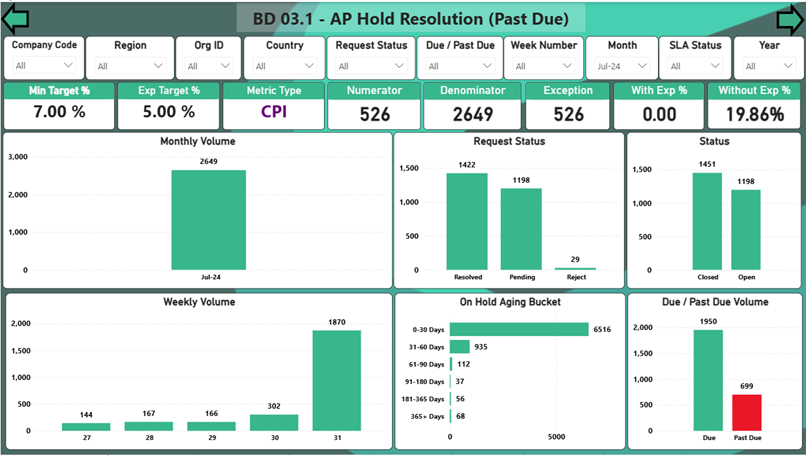 BD 03.1 - AP Hold Resolution (Past Due)
Company Code
All
Region
All
Org ID
All
Country
All
Request Status
All
Due / Past Due
All
Week Number
All
Month
Jul-24
SLA Status
All
Year
All
Min Target %
7.00 %
Exp Target %
5.00 %
Metric Type
CPI
Numerator
526
Denominator
2649
Exception
526
With Exp %
0.00
Without Exp %
19.86%
Monthly Volume
3,000
2,000
1,000
0
2649
Jul-24
Request Status
1,500
1,000
500
0
1422
1198
29
Resolved
Pending
Reject
Status
1,500
1,000
500
0
1451
1198
Closed
Open
Weekly Volume
2,000
1,500
1,000
500
0
144
167
166
302
1870
27
28
29
30
31
On Hold Aging Bucket
0-30 Days 6516
31-60 Days 935
61-90 Days 112
91-180 Days 37
181-365 Days 56
365+ Days 68
0 5000
Due / Past Due Volume
2,000
1,500
1,000
500
0
1950
699
Due
Past Due